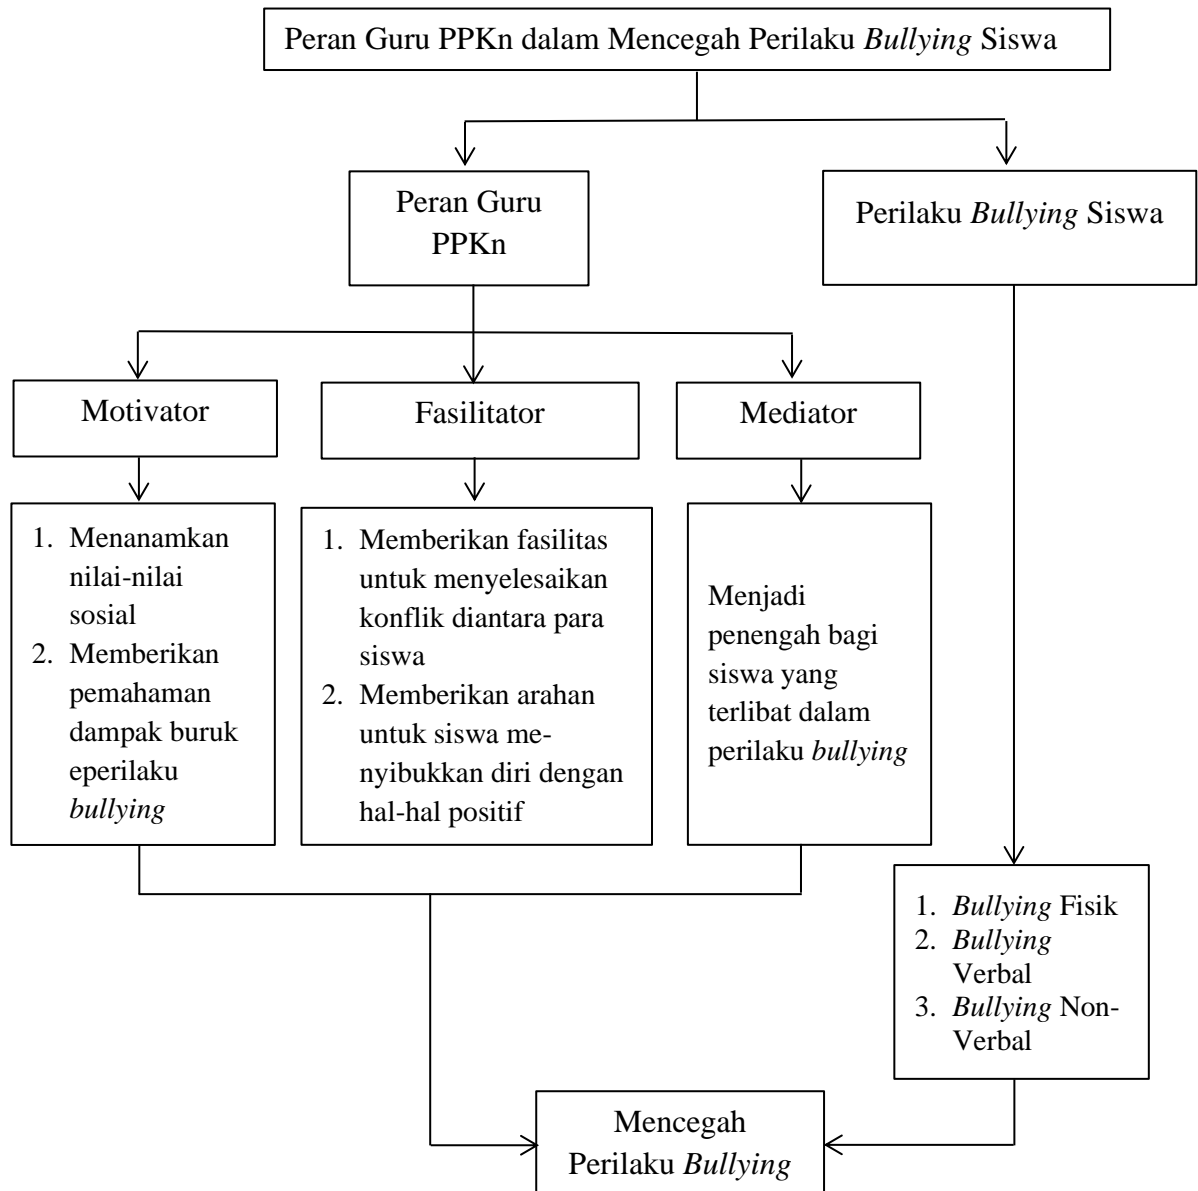 Peran Guru PPKn dalam Mencegah Perilaku Bullying Siswa
Peran Guru
PPKn
Perilaku Bullying Siswa
Motivator
Fasilitator
Mediator
1. Menanamkan
nilai-nilai
sosial
2. Memberikan
pemahaman
dampak buruk
eperilaku
bullying
1. Memberikan fasilitas
untuk menyelesaikan
konflik diantara para
siswa
2. Memberikan arahan
untuk siswa me-
nyibukkan diri dengan
hal-hal positif
Menjadi
penengah bagi
siswa yang
terlibat dalam
perilaku bullying
1. Bullying Fisik
2. Bullying
Verbal
3. Bullying Non-
Verbal
Mencegah
Perilaku Bullying